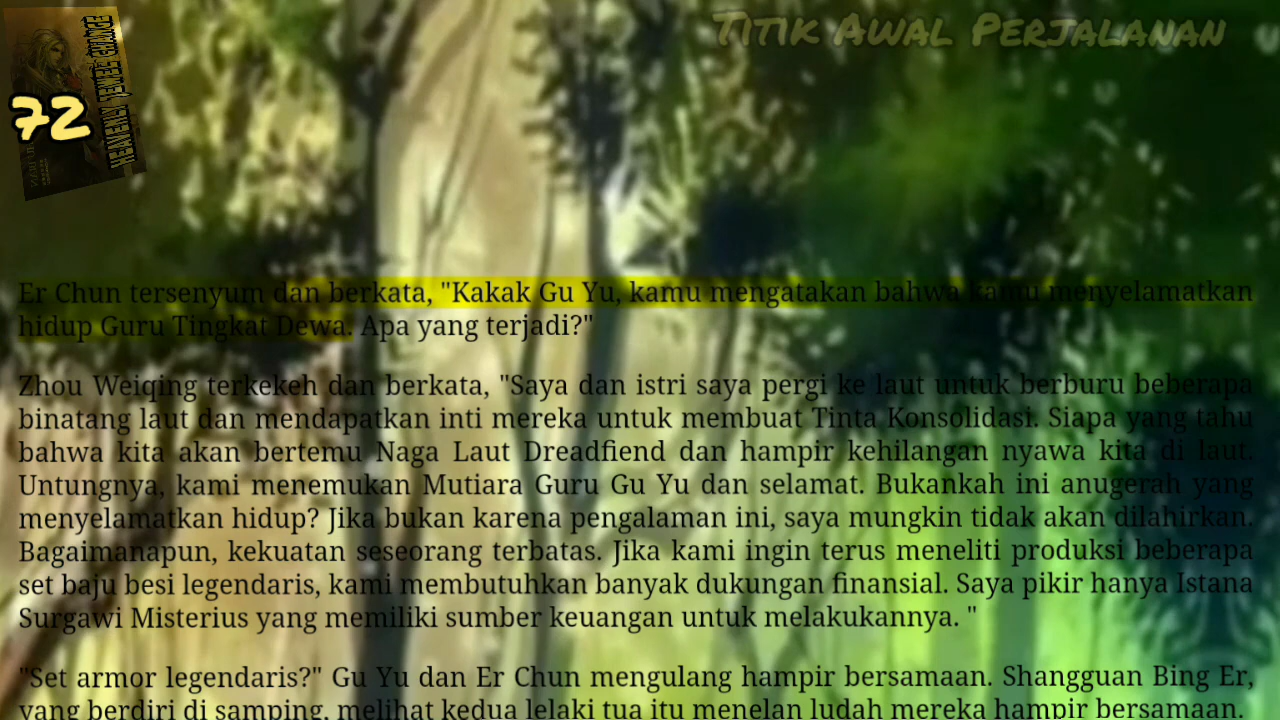 Titik Awal Perjalanan
72
HEAVENLY JEWEL CHANGE
Er Chun tersenyum dan berkata, "Kakak Gu Yu, kamu mengatakan bahwa kamu menyelamatkan
hidup Guru Tingkat Dewa. Apa yang terjadi?"
Zhou Weiqing terkekeh dan berkata, "Saya dan istri saya pergi ke laut untuk berburu beberapa
binatang laut dan mendapatkan inti mereka untuk membuat Tinta Konsolidasi. Siapa yang tahu
bahwa kita akan bertemu Naga Laut Dreadfiend dan hampir kehilangan nyawa kita di laut.
Untungnya, kami menemukan Mutiara Guru Gu Yu dan selamat. Bukankah ini anugerah yang
menyelamatkan hidup? Jika bukan karena pengalaman ini, saya mungkin tidak akan dilahirkan.
Bagaimanapun, kekuatan seseorang terbatas. Jika kami ingin terus meneliti produksi beberapa
set baju besi legendaris, kami membutuhkan banyak dukungan finansial. Saya pikir hanya Istana
Surgawi Misterius yang memiliki sumber keuangan untuk melakukannya. "
"Set armor legendaris?" Gu Yu dan Er Chun mengulang hampir bersamaan. Shangguan Bing Er,
yang berdiri di samping, melihat kedua lelaki tua itu menelan ludah mereka hampir bersamaan.